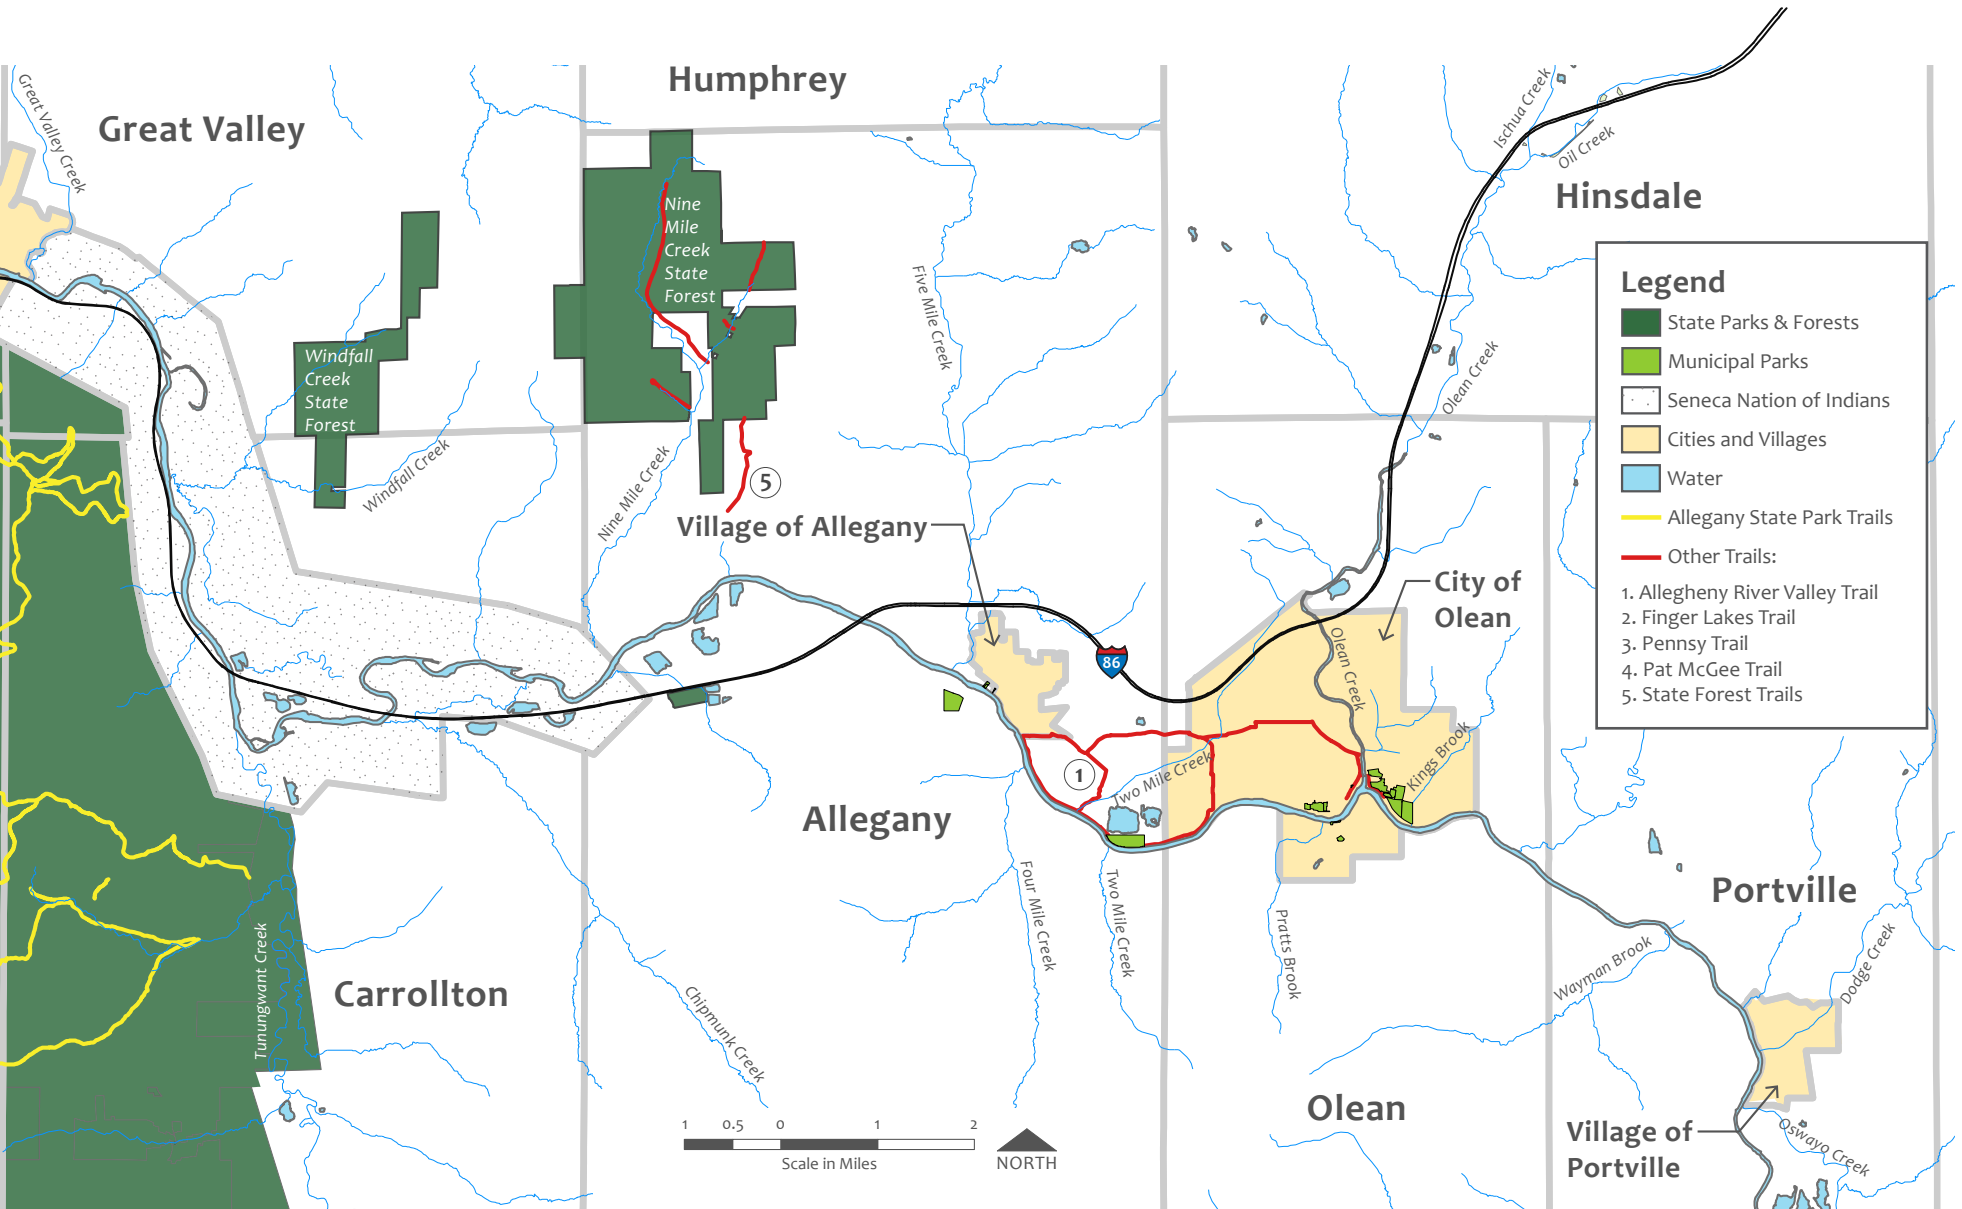 Humphrey
Great Valley
Great Valley Creek
Ischua Creek
Oil Creek
Hinsdale
Nine
Mile
Creek
State
Forest
Five Mile Creek
Legend
State Parks & Forests
Municipal Parks
Seneca Nation of Indians
Cities and Villages
Water
Allegany State Park Trails
Other Trails:
1. Allegheny River Valley Trail
2. Finger Lakes Trail
3. Pennsy Trail
4. Pat McGee Trail
5. State Forest Trails
Windfall
Creek
State
Forest
Olean Creek
Windfall Creek
Nine Mile Creek
5
Village of Allegany
City of
Olean
86
Olean Creek
Kings Brook
1
Two Mile Creek
Allegany
Four Mile Creek
Two Mile Creek
Pratts Brook
Portville
Wayman Brook
Dodge Creek
Tunungwant Creek
Carrollton
Chipmunk Creek
Olean
1 0.5 0 1 2
Scale in Miles
NORTH
Village of
Portville
Oswayo Creek